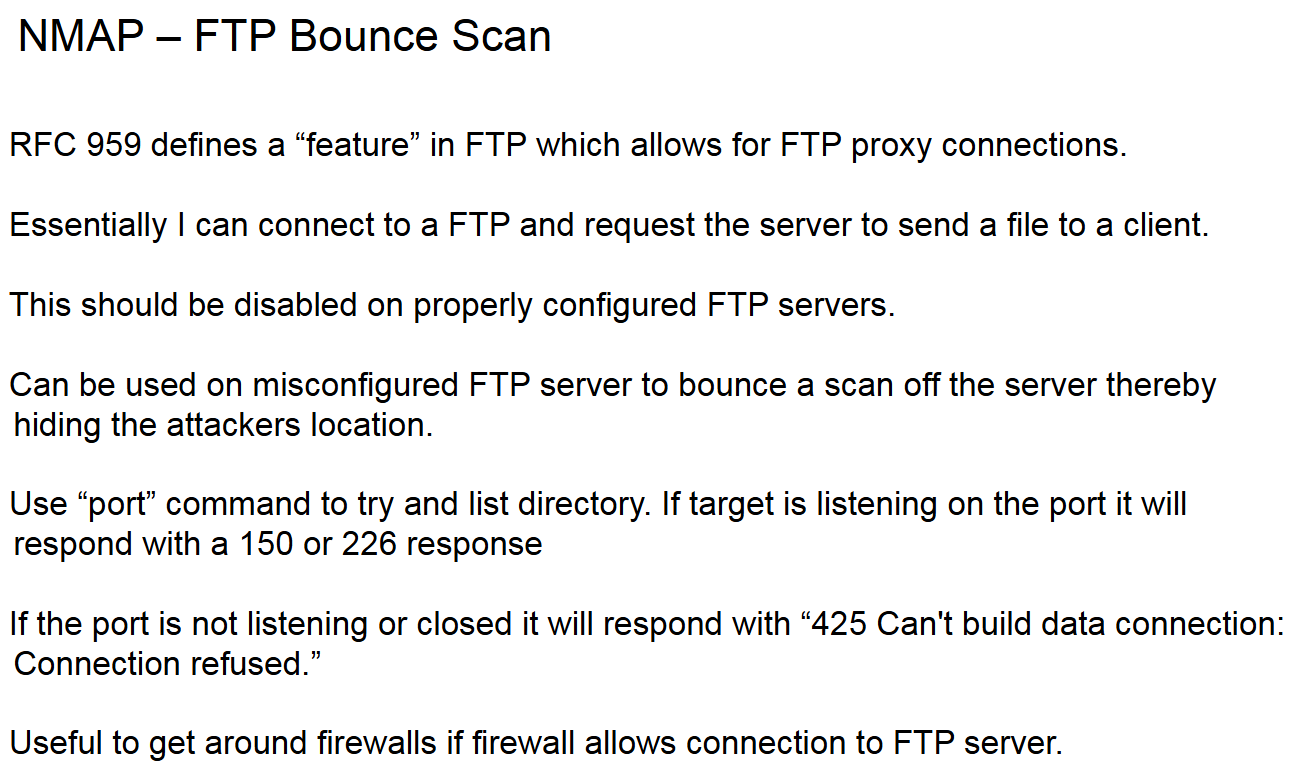 NMAP – FTP Bounce Scan
RFC 959 defines a “feature” in FTP which allows for FTP proxy connections.
Essentially I can connect to a FTP and request the server to send a file to a client.
This should be disabled on properly configured FTP servers.
Can be used on misconfigured FTP server to bounce a scan off the server thereby
hiding the attackers location.
Use “port” command to try and list directory. If target is listening on the port it will
respond with a 150 or 226 response
If the port is not listening or closed it will respond with “425 Can't build data connection:
Connection refused.”
Useful to get around firewalls if firewall allows connection to FTP server.